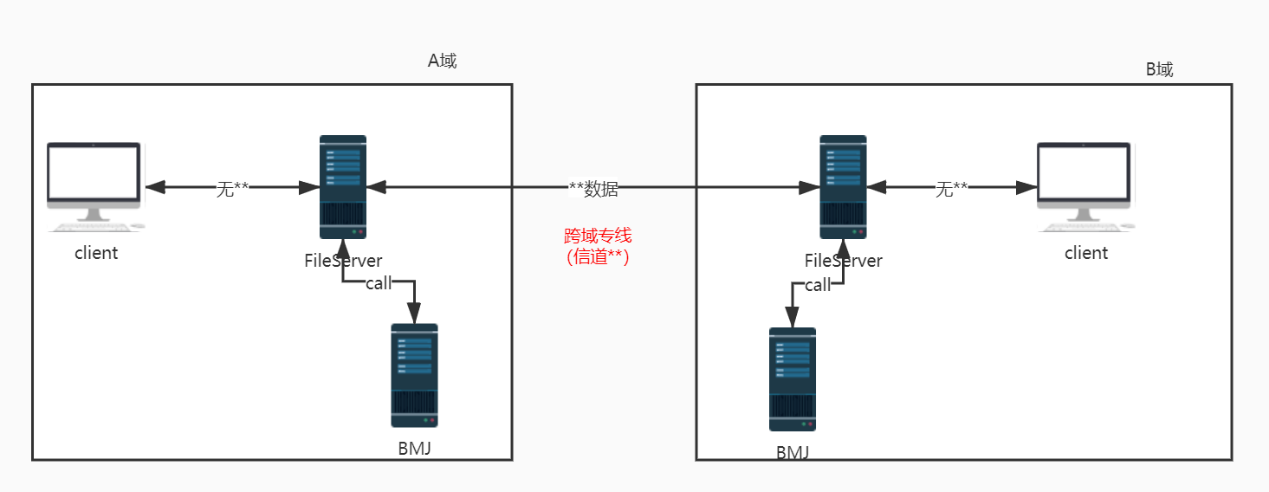 A域
B域
无**
**数据
无**
跨域专线
（信道**）
client
FileServer
FileServer
client
call
call
BMJ
BMJ